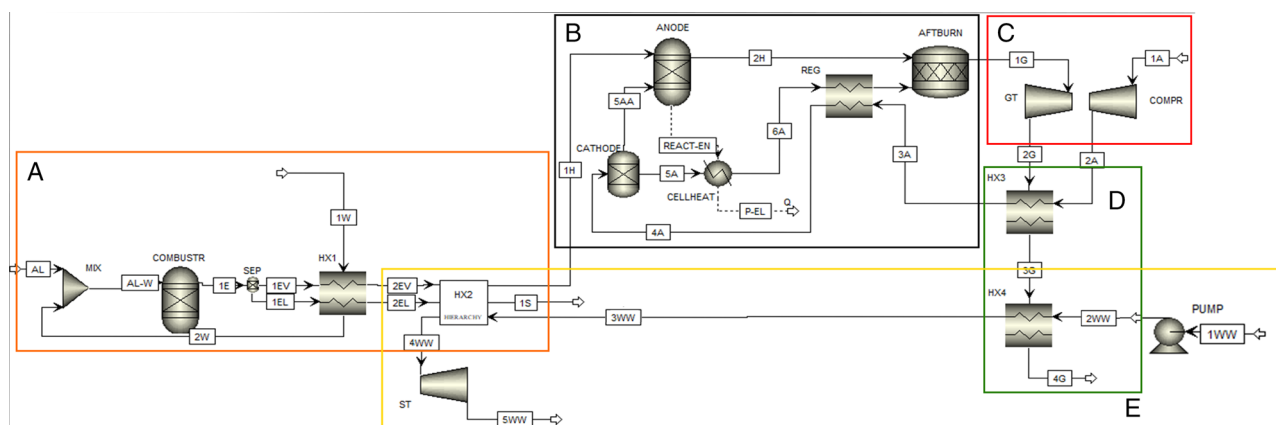 B
ANODE
AFTBURN
C
2H
1G
1A
REG
GT
COMPR
5AA
6A
CATHODE
REACT-EN
3A
2G
2A
A
1H
5A
HX3
D
CELLHEAT
Q
P-EL
1W
4A
MIX
COMBUSTR
SEP
HX1
3G
AL
AL-W
1E
1EV
2EV
HX2
HX4
1EL
2EL
1S
HIERARCHY
3WW
2WW
PUMP
1WW
2W
4WW
4G
ST
E
5WW